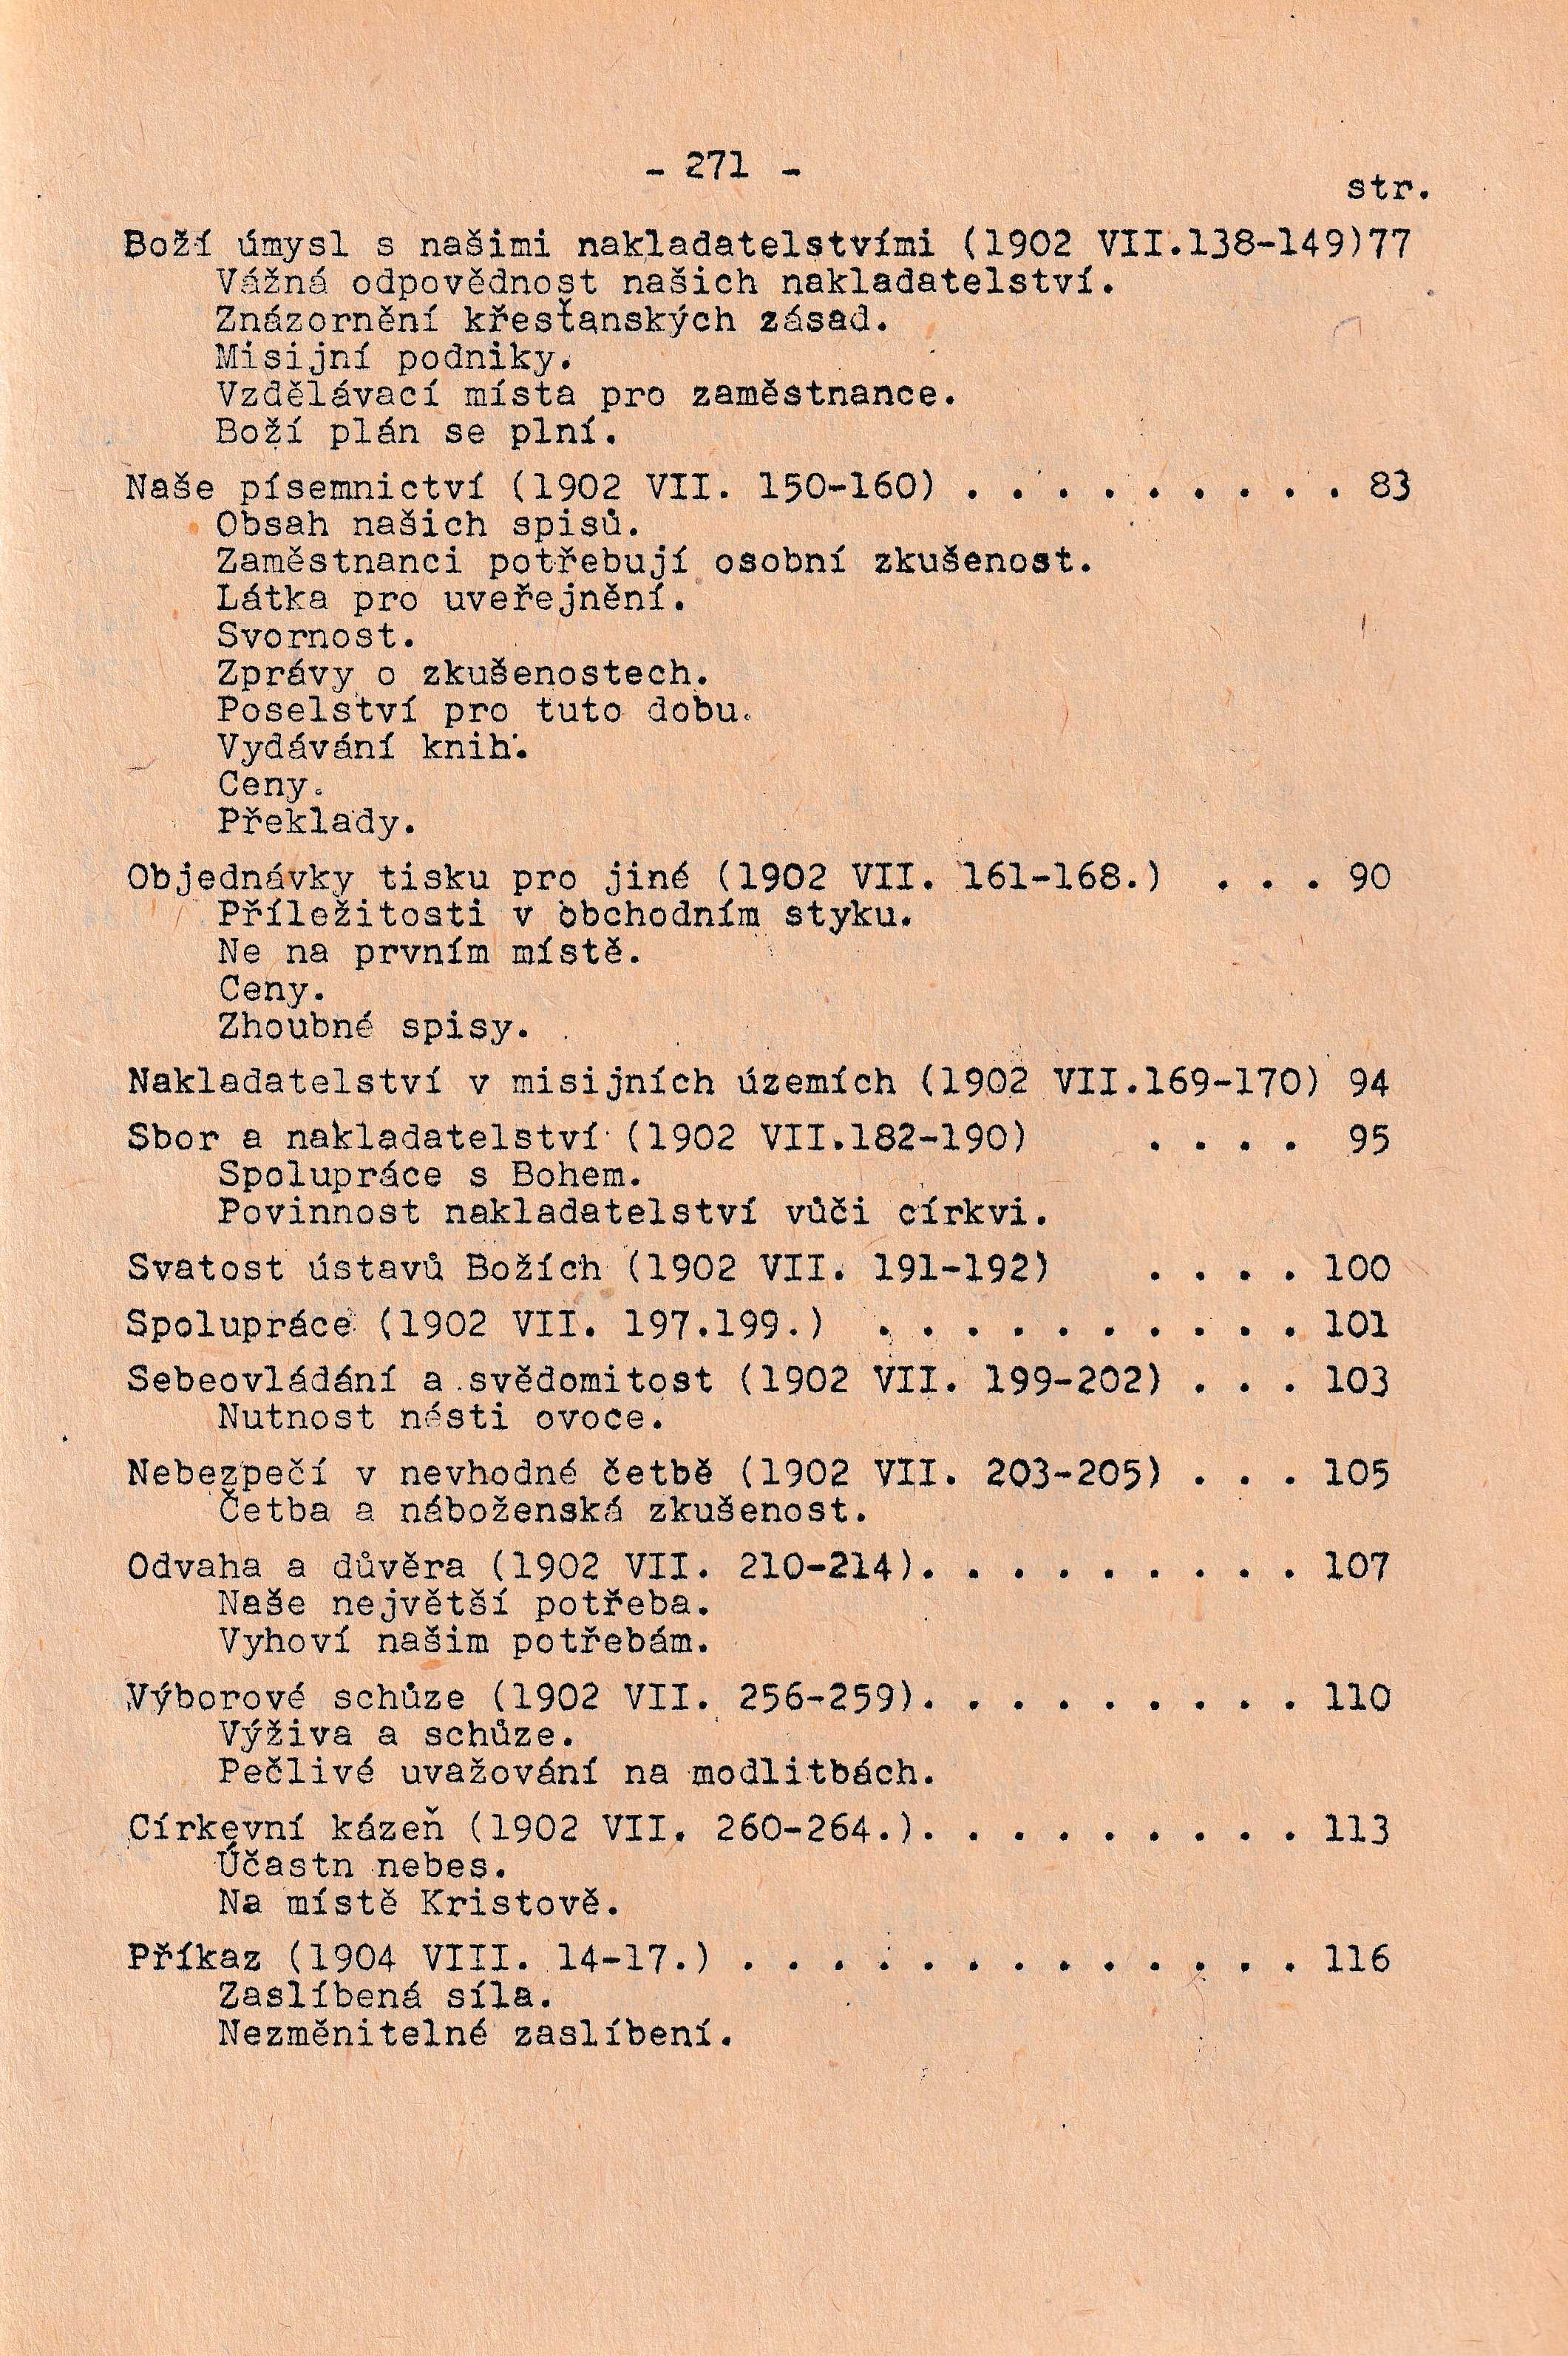 - 271 -
str.
Boží úmysl s našimi nakladatelstvími (1902 VII.138-149)77
Vážná odpovědnost našich nakladatelství.
Znázornění křesťanských zásad.
Misijní podniky.
Vzdělávací místa pro zaměstnance.
Boží plán se plní.
Naše písemnictví (1902 VII. 150-160) . . . . . . . . . 83
Obsah našich spisů.
Zaměstnanci potřebují osobní zkušenost.
Látka pro uveřejnění.
Svornost.
Zprávy o zkušenostech.
Poselství pro tuto dobu.
Vydávání knih.
Ceny.
Překlady.
Objednávky tisku pro jiné (1902 VII. 161-168.) . . . 90
Příležitosti v obchodním styku.
Ne na prvním místě.
Ceny.
Zhoubné spisy.
Nakladatelství v misijních územích (1902 VII.169-170) 94
Sbor a nakladatelství (1902 VII.182-190) . . . . 95
Spolupráce s Bohem.
Povinnost nakladatelství vůči církvi.
Svatost ústavů Božích (1902 VII. 191-192) . . . . 100
Spolupráce (1902 VII. 197.199.) . . . . . . . . . . 101
Sebeovládání a svědomitost (1902 VII. 199-202) . . . 103
Nutnost nésti ovoce.
Nebezpečí v nevhodné četbě (1902 VII. 203-205) . . . 105
Četba a náboženská zkušenost.
Odvaha a důvěra (1902 VII. 210-214). . . . . . . . . 107
Naše největší potřeba.
Vyhoví našim potřebám.
Výborové schůze (1902 VII. 256-259). . . . . . . . . 110
Výživa a schůze.
Pečlivé uvažování na modlitbách.
Církevní kázeň (1902 VII. 260-264.). . . . . . . . . 113
Účastn nebes.
Na místě Kristově.
Příkaz (1904 VIII. 14-17.) . . . . . . . . . . . . . 116
Zaslíbená síla.
Nezměnitelné zaslíbení.